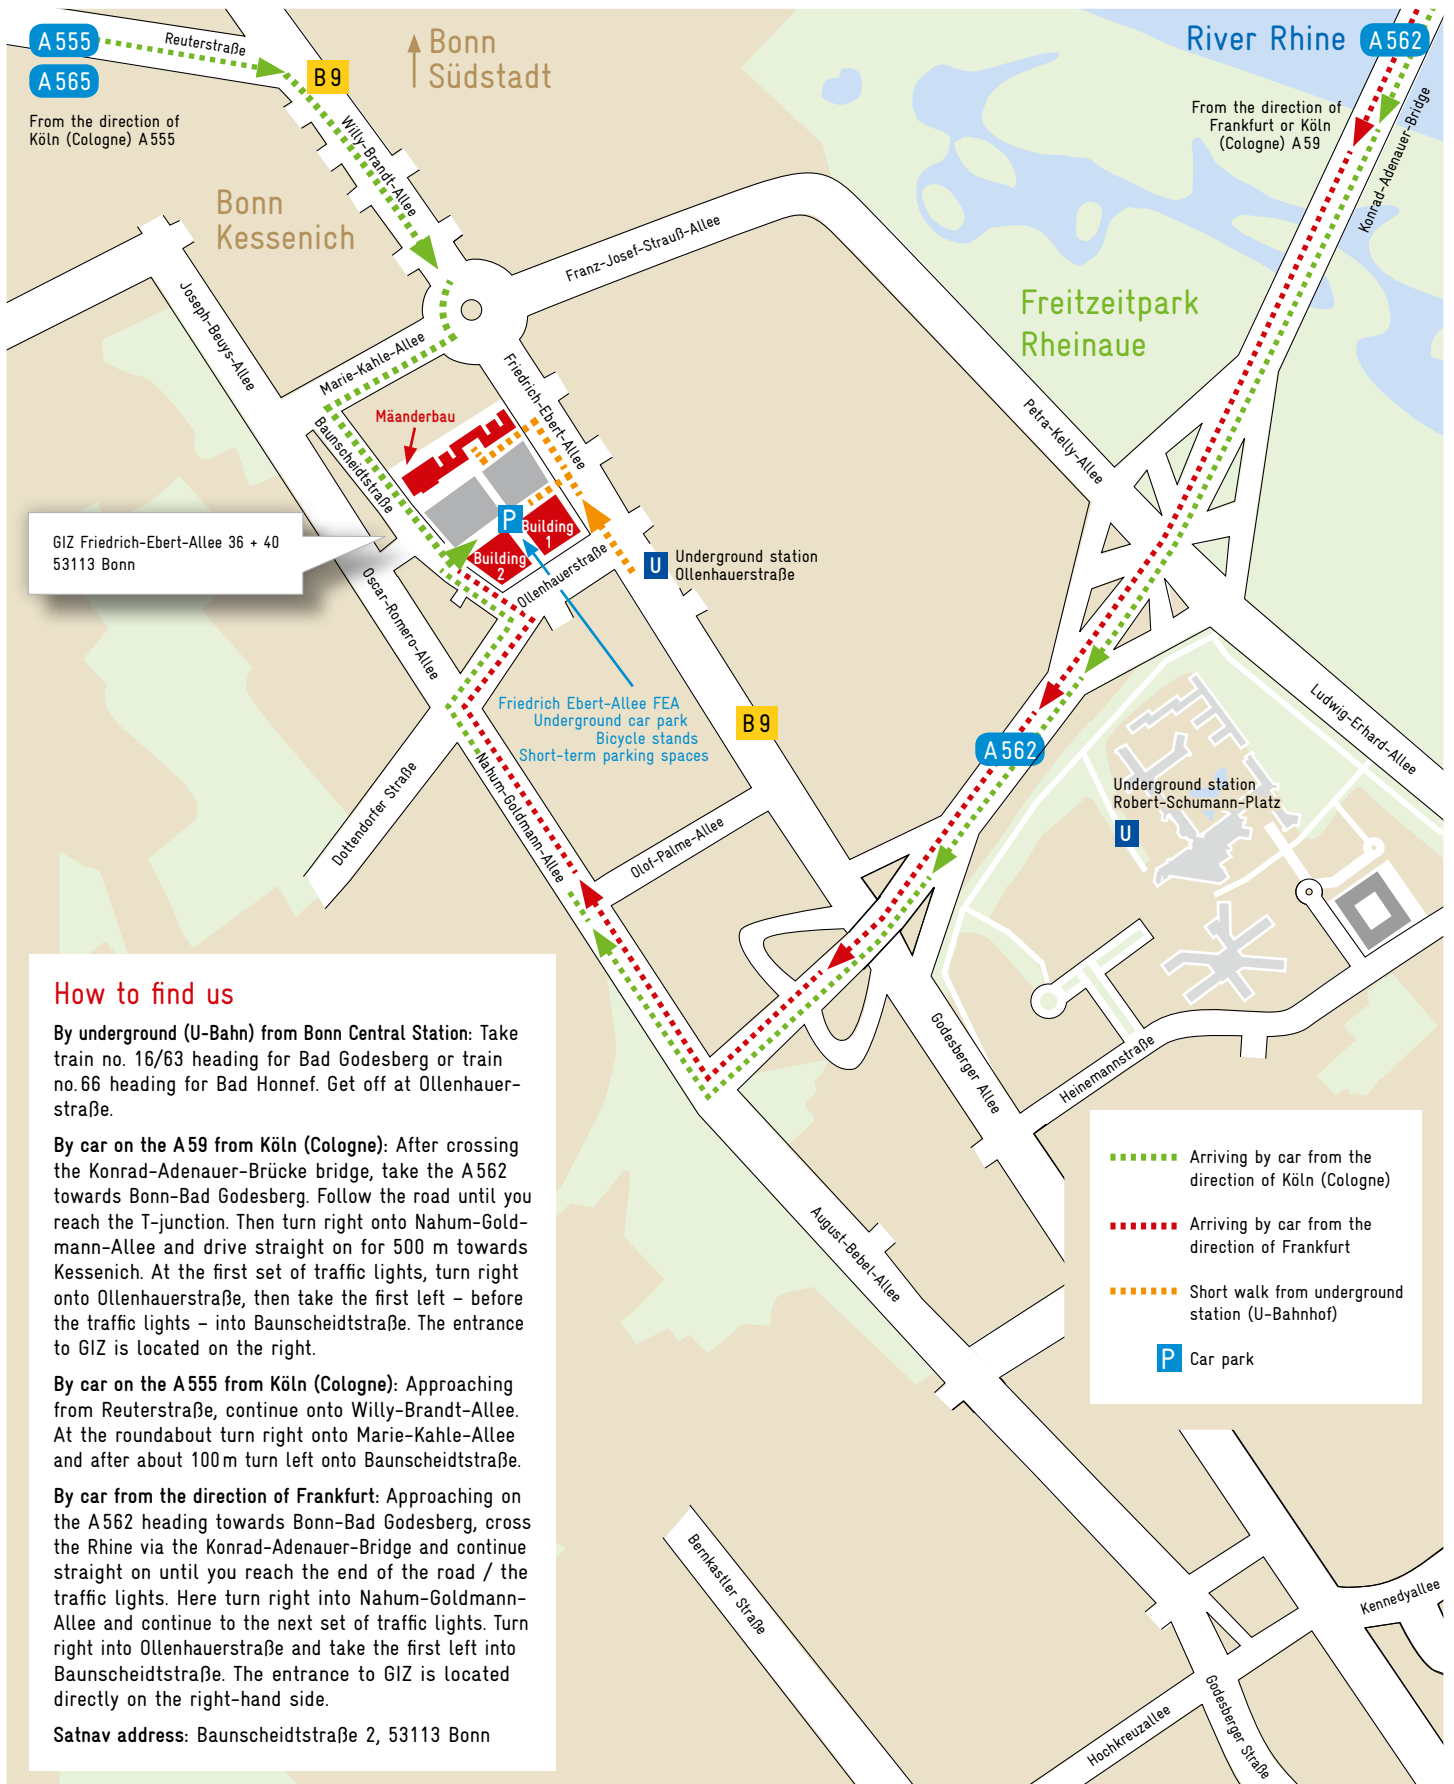 A 555
A 565
From the direction of
Köln (Cologne) A 555
Reuterstraße
B 9
Bonn
Südstadt
River Rhine
A 562
From the direction of
Frankfurt or Köln
(Cologne) A 59
Konrad-Adenauer-Bridge
Willy-Brandt-Allee
Bonn
Kessenich
Franz-Josef-Strauß-Allee
Joseph-Beuys-Allee
Freitzeitpark
Rheinaue
Marie-Kahle-Allee
Friedrich-Ebert-Allee
Mäanderbau
Baunscheidtstraße
Petra-Kelly-Allee
GIZ Friedrich-Ebert-Allee 36 + 40
53113 Bonn
P
Building
1
Building
2
Ollenhauerstraße
U
Underground station
Ollenhauerstraße
Oscar-Romero-Allee
Friedrich Ebert-Allee FEA
Underground car park
Bicycle stands
Short-term parking spaces
B 9
A 562
Ludwig-Erhard-Allee
Underground station
Robert-Schumann-Platz
U
Dottendorfer Straße
Nahum-Goldmann-Allee
Olof-Palme-Allee
Godesberger Allee
Heinemannstraße
August-Bebel-Allee
Bernkastler Straße
Kennedyallee
Hochkreuzallee
Godesberger Straße
How to find us
By underground (U-Bahn) from Bonn Central Station: Take
train no. 16/63 heading for Bad Godesberg or train
no. 66 heading for Bad Honnef. Get off at Ollenhauer-
straße.
By car on the A 59 from Köln (Cologne): After crossing
the Konrad-Adenauer-Brücke bridge, take the A 562
towards Bonn-Bad Godesberg. Follow the road until you
reach the T-junction. Then turn right onto Nahum-Gold-
mann-Allee and drive straight on for 500 m towards
Kessenich. At the first set of traffic lights, turn right
onto Ollenhauerstraße, then take the first left – before
the traffic lights – into Baunscheidtstraße. The entrance
to GIZ is located on the right.
By car on the A 555 from Köln (Cologne): Approaching
from Reuterstraße, continue onto Willy-Brandt-Allee.
At the roundabout turn right onto Marie-Kahle-Allee
and after about 100 m turn left onto Baunscheidtstraße.
By car from the direction of Frankfurt: Approaching on
the A 562 heading towards Bonn-Bad Godesberg, cross
the Rhine via the Konrad-Adenauer-Bridge and continue
straight on until you reach the end of the road / the
traffic lights. Here turn right into Nahum-Goldmann-
Allee and continue to the next set of traffic lights. Turn
right into Ollenhauerstraße and take the first left into
Baunscheidtstraße. The entrance to GIZ is located
directly on the right-hand side.
Satnav address: Baunscheidtstraße 2, 53113 Bonn
Arriving by car from the
direction of Köln (Cologne)
Arriving by car from the
direction of Frankfurt
Short walk from underground
station (U-Bahnhof)
P Car park